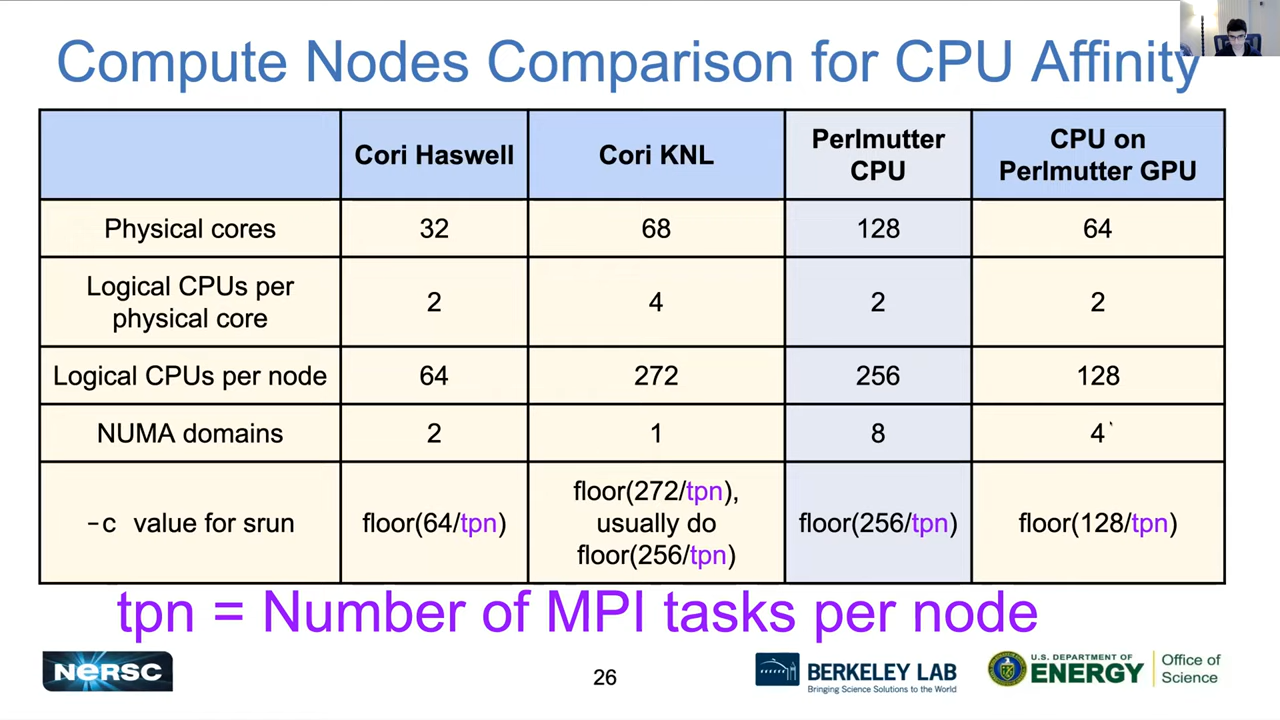 Compute Nodes Comparison for CPU Affinity
Cori Haswell
Cori KNL
Perlmutter
CPU
CPU on
Perlmutter GPU
Physical cores
32
68
128
64
Logical CPUs per
physical core
2
4
2
2
Logical CPUs per node
64
272
256
128
NUMA domains
2
1
8
4
-c value for srun
floor(64/tpn)
floor(272/tpn),
usually do
floor(256/tpn)
floor(256/tpn)
floor(128/tpn)
tpn = Number of MPI tasks per node
NERSC
26
BERKELEY LAB
Bringing Science Solutions to the World
U.S. DEPARTMENT OF
ENERGY
Office of
Science